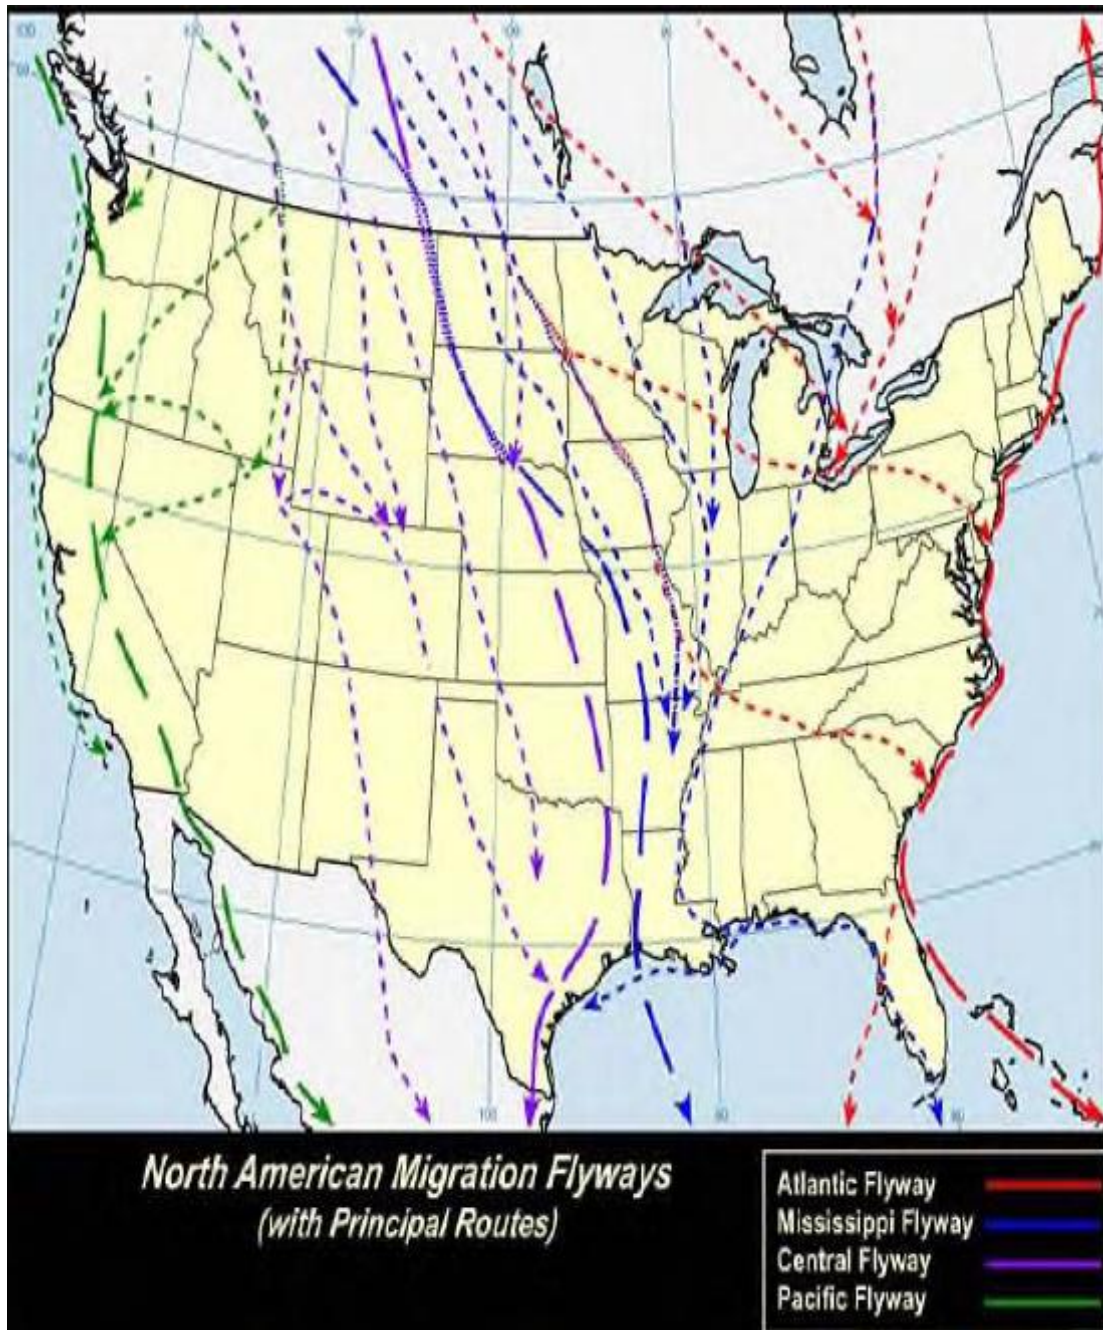 North American Migration Flyways
(with Principal Routes)
Atlantic Flyway
Mississippi Flyway
Central Flyway
Pacific Flyway